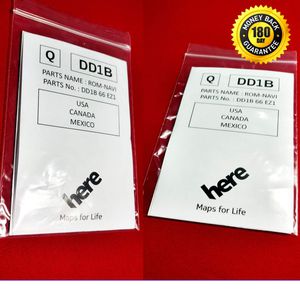 Q DD1B
PARTS NAME : ROM-NAVI
PARTS No. : DD1B 66 EZ1
USA
CANADA
MEXICO
here
Maps for Life
MONEY BACK
180
DAY
GUARANTEE
Q DD1B
PARTS NAME : ROM-NAVI
PARTS No. : DD1B 66 EZ1
USA
CANADA
MEXICO
here
Maps for Life